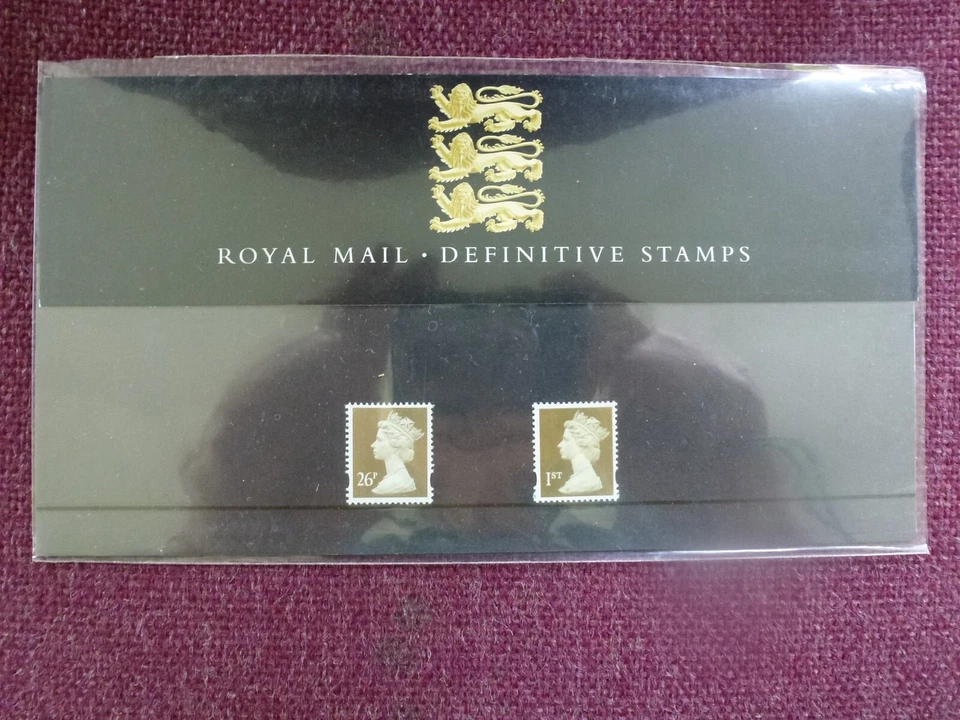 ROYAL MAIL · DEFINITIVE STAMPS
26P
1ST